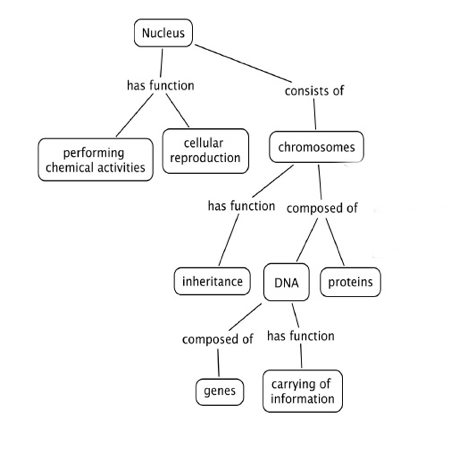 Nucleus
has function
consists of
performing
chemical activities
cellular
reproduction
chromosomes
has function
composed of
inheritance
DNA
proteins
composed of
has function
genes
carrying of
information